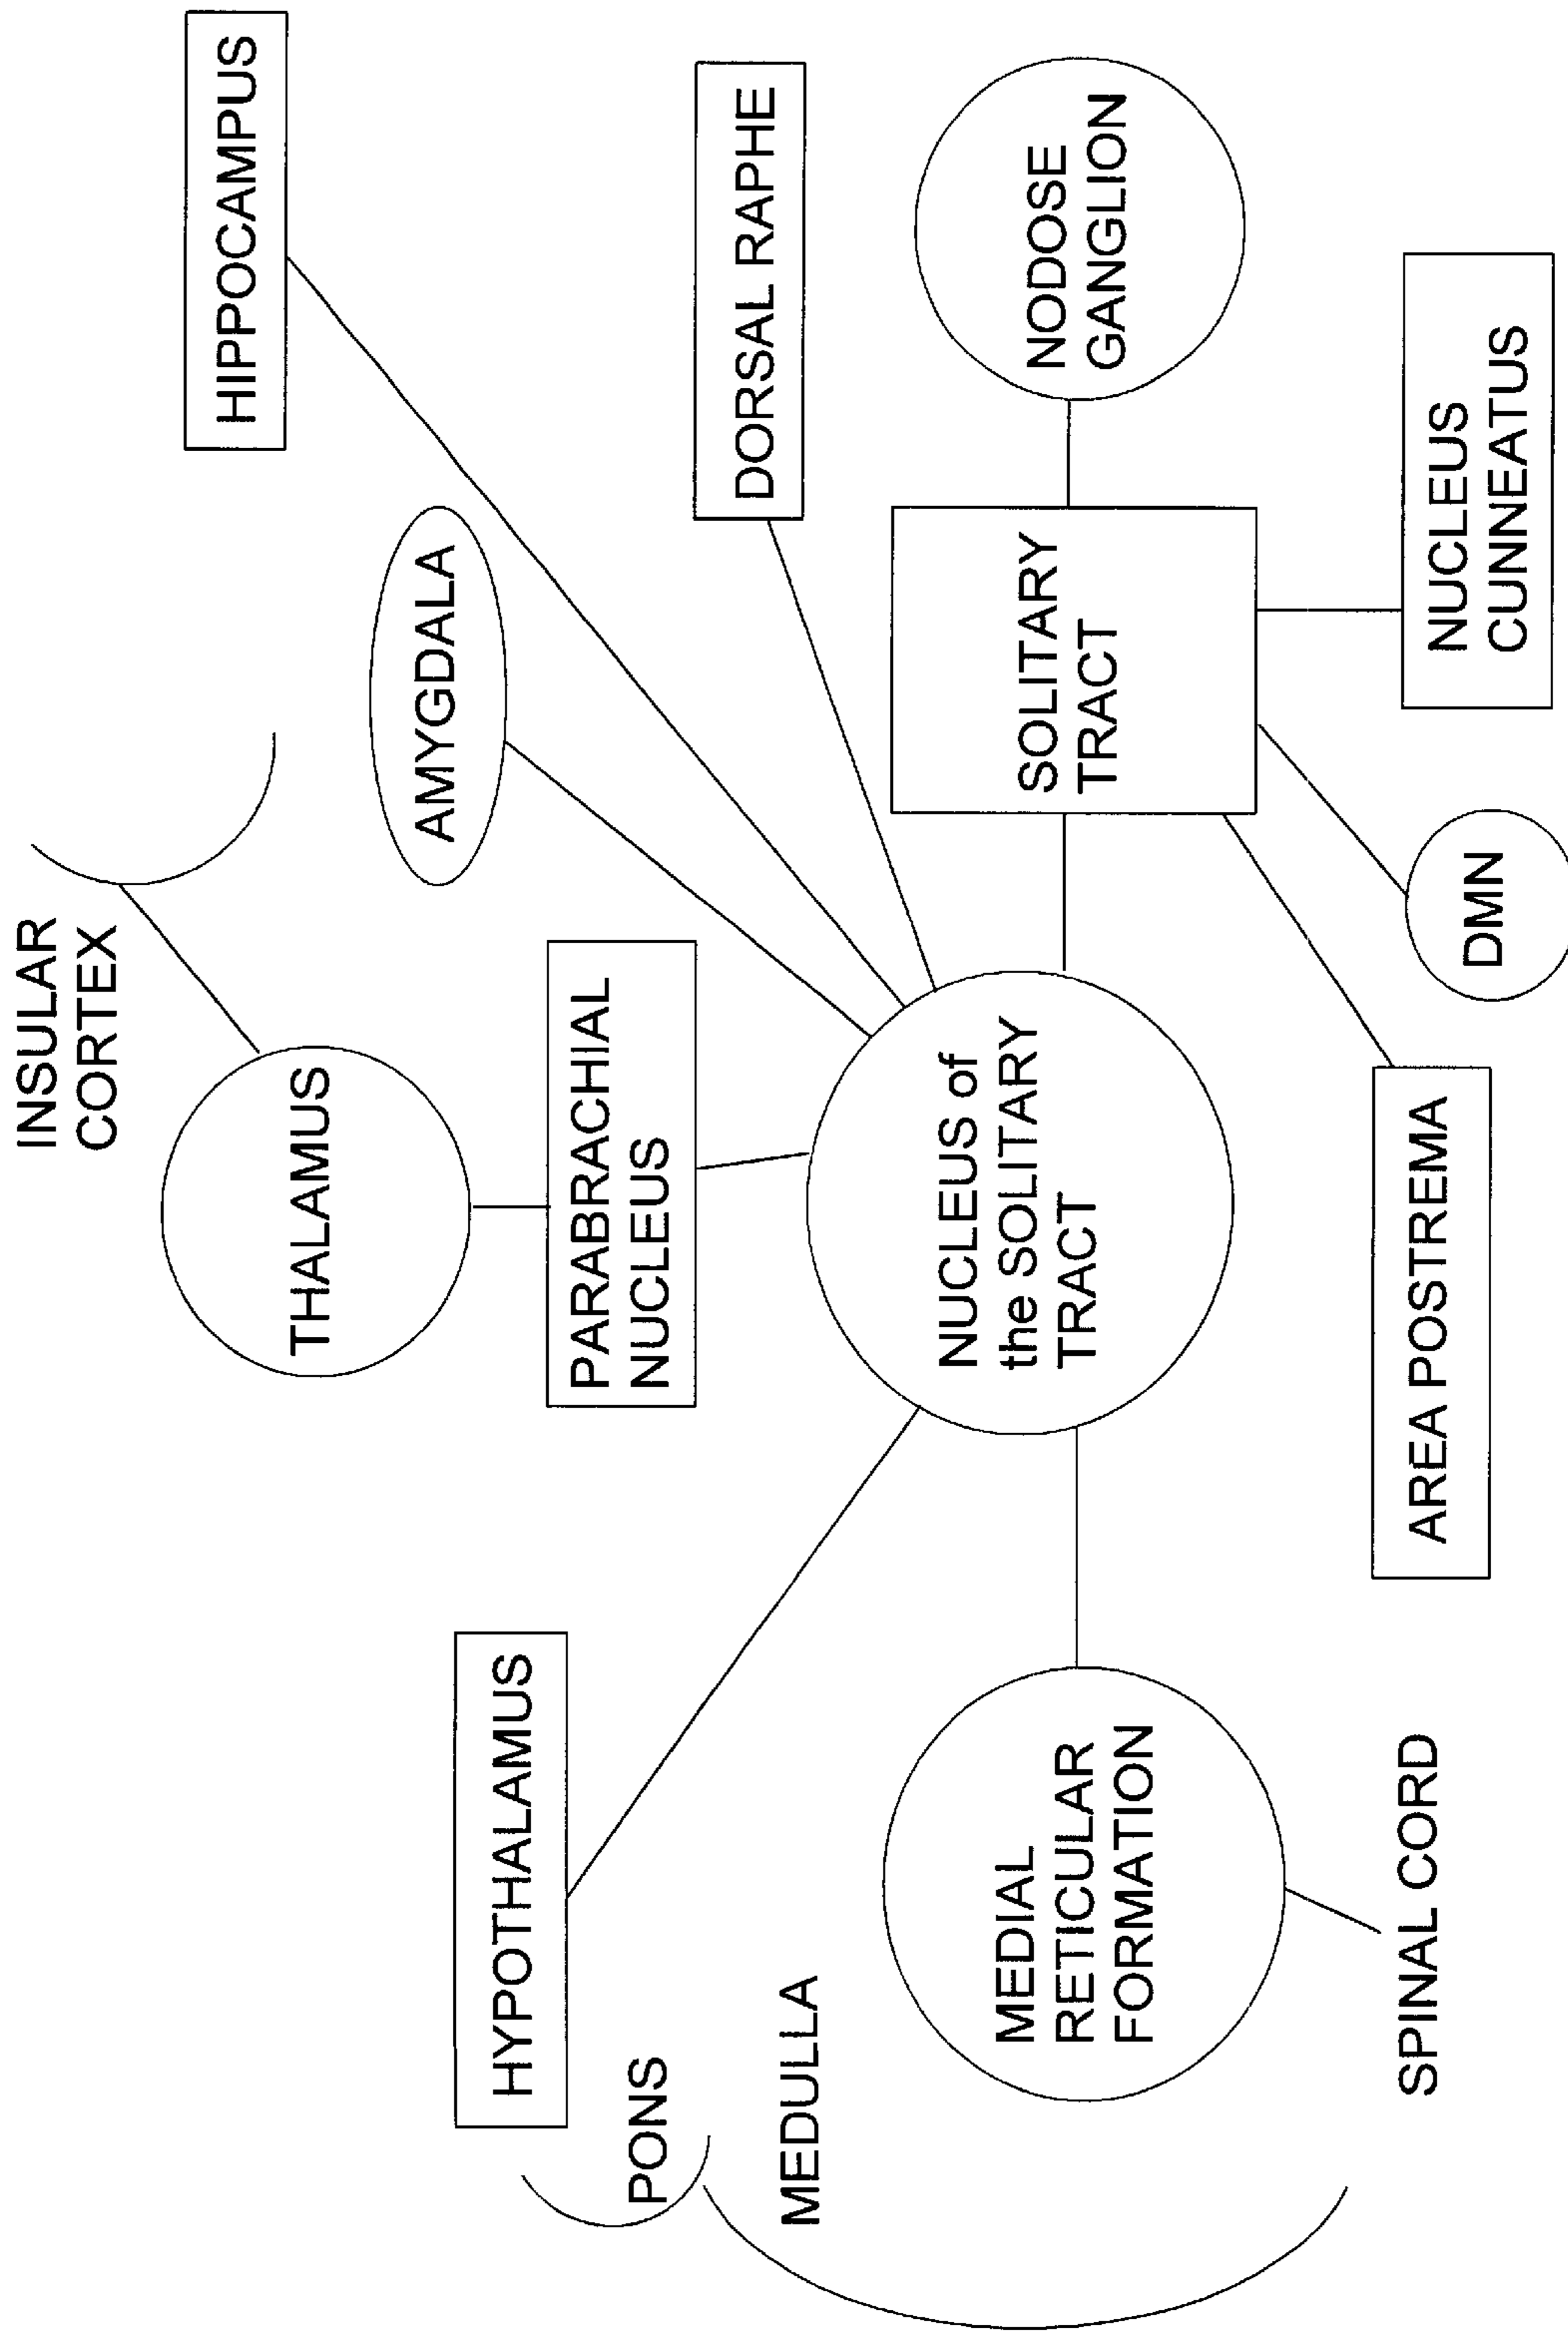 INSULAR
CORTEX
HIPPOCAMPUS
THALAMUS
AMYGDALA
HYPOTHALAMUS
PARABRACHIAL
NUCLEUS
PONS
DORSAL RAPHE
MEDULLA
NUCLEUS of
the SOLITARY
TRACT
SOLITARY
TRACT
NODOSE
GANGLION
MEDIAL
RETICULAR
FORMATION
SPINAL CORD
AREA POSTREMA
DMN
NUCLEUS
CUNNEATUS